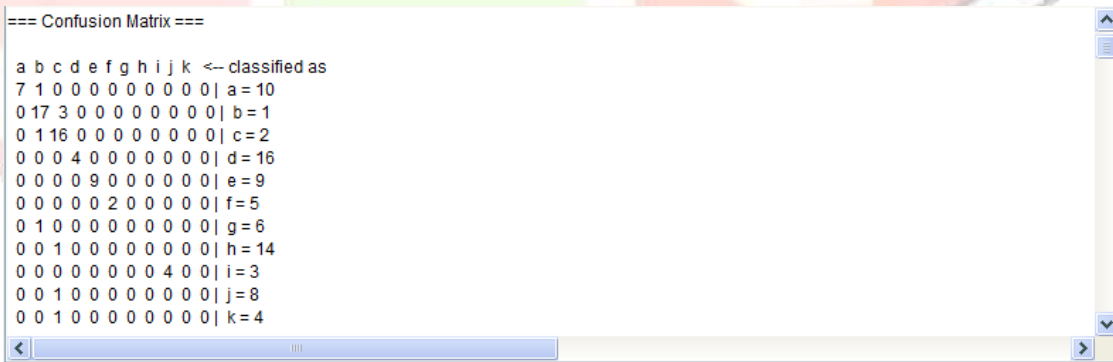 === Confusion Matrix ===
a b c d e f g h i j k <-- classified as
7 1 0 0 0 0 0 0 0 0 0 | a = 10
0 17 3 0 0 0 0 0 0 0 0 | b = 1
0 1 16 0 0 0 0 0 0 0 0 | c = 2
0 0 0 4 0 0 0 0 0 0 0 | d = 16
0 0 0 0 9 0 0 0 0 0 0 | e = 9
0 0 0 0 0 2 0 0 0 0 0 | f = 5
0 1 0 0 0 0 0 0 0 0 0 | g = 6
0 0 1 0 0 0 0 0 0 0 0 | h = 14
0 0 0 0 0 0 0 0 4 0 0 | i = 3
0 0 1 0 0 0 0 0 0 0 0 | j = 8
0 0 1 0 0 0 0 0 0 0 0 | k = 4